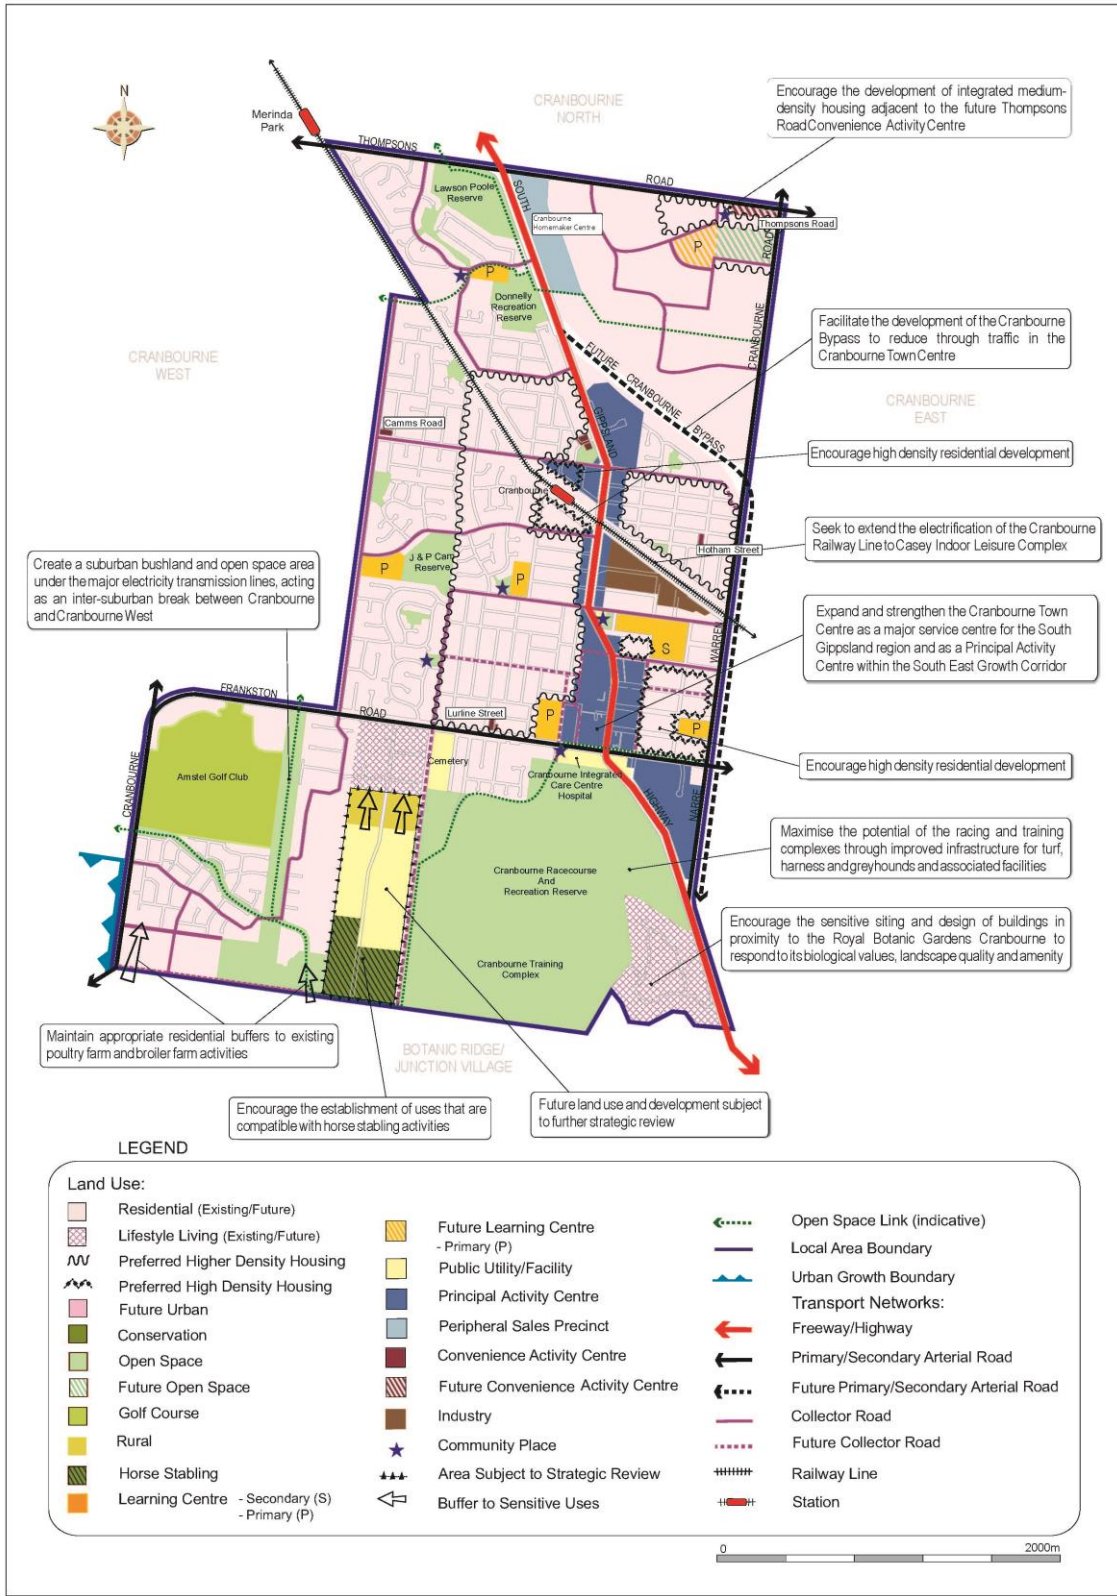 N
Merinda
Park
CRANBOURNE
NORTH
THOMPSONS
ROAD
Encourage the development of integrated medium-
density housing adjacent to the future Thompsons
Road Convenience Activity Centre
Lawson Poole
Reserve
SOUTH
Cranbourne
Homemaker Centre
Thompsons Road
P
ROAD
P
Donnelly
Recreation
Reserve
CRANBOURNE
WEST
CRANBOURNE
Facilitate the development of the Cranbourne
Bypass to reduce through traffic in the
Cranbourne Town Centre
FUTURE
CRANBOURNE
BYPASS
CRANBOURNE
EAST
GIPPSLAND
Camms Road
Encourage high density residential development
Cranbourne
Seek to extend the electrification of the Cranbourne
Railway Line to Casey Indoor Leisure Complex
Hotham Street
J & P Cam
Reserve
P
P
Create a suburban bushland and open space area
under the major electricity transmission lines, acting
as an inter-suburban break between Cranbourne
and Cranbourne West
Expand and strengthen the Cranbourne Town
Centre as a major service centre for the South
Gippsland region and as a Principal Activity
Centre within the South East Growth Corridor
S
WARRE
FRANKSTON
ROAD
Lurline Street
P
P
Encourage high density residential development
Amstel Golf Club
CRANBOURNE
Cemetery
Cranbourne Integrated
Care Centre
Hospital
HIGHWAY
NARRE
Maximise the potential of the racing and training
complexes through improved infrastructure for turf,
harness and greyhounds and associated facilities
Cranbourne Racecourse
And
Recreation Reserve
Encourage the sensitive siting and design of buildings in
proximity to the Royal Botanic Gardens Cranbourne to
respond to its biological values, landscape quality and amenity
Cranbourne Training
Complex
Maintain appropriate residential buffers to existing
poultry farm and broiler farm activities
BOTANIC RIDGE/
JUNCTION VILLAGE
Encourage the establishment of uses that are
compatible with horse stabling activities
Future land use and development subject
to further strategic review
LEGEND
Land Use:
Residential (Existing/Future)
Lifestyle Living (Existing/Future)
Preferred Higher Density Housing
Preferred High Density Housing
Future Urban
Conservation
Open Space
Future Open Space
Golf Course
Rural
Horse Stabling
Learning Centre - Secondary (S)
- Primary (P)
Future Learning Centre
- Primary (P)
Public Utility/Facility
Principal Activity Centre
Peripheral Sales Precinct
Convenience Activity Centre
Future Convenience Activity Centre
Industry
Community Place
Area Subject to Strategic Review
Buffer to Sensitive Uses
Open Space Link (indicative)
Local Area Boundary
Urban Growth Boundary
Transport Networks:
Freeway/Highway
Primary/Secondary Arterial Road
Future Primary/Secondary Arterial Road
Collector Road
Future Collector Road
Railway Line
Station
0
2000m